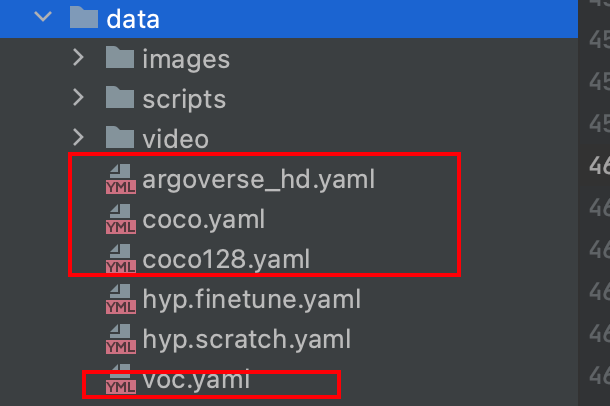 data
images
scripts
video
YML argoverse_hd.yaml
YML coco.yaml
YML coco128.yaml
YML hyp.finetune.yaml
YML hyp.scratch.yaml
YML voc.yaml
45
45
45
45
46
46
46
46
46
46